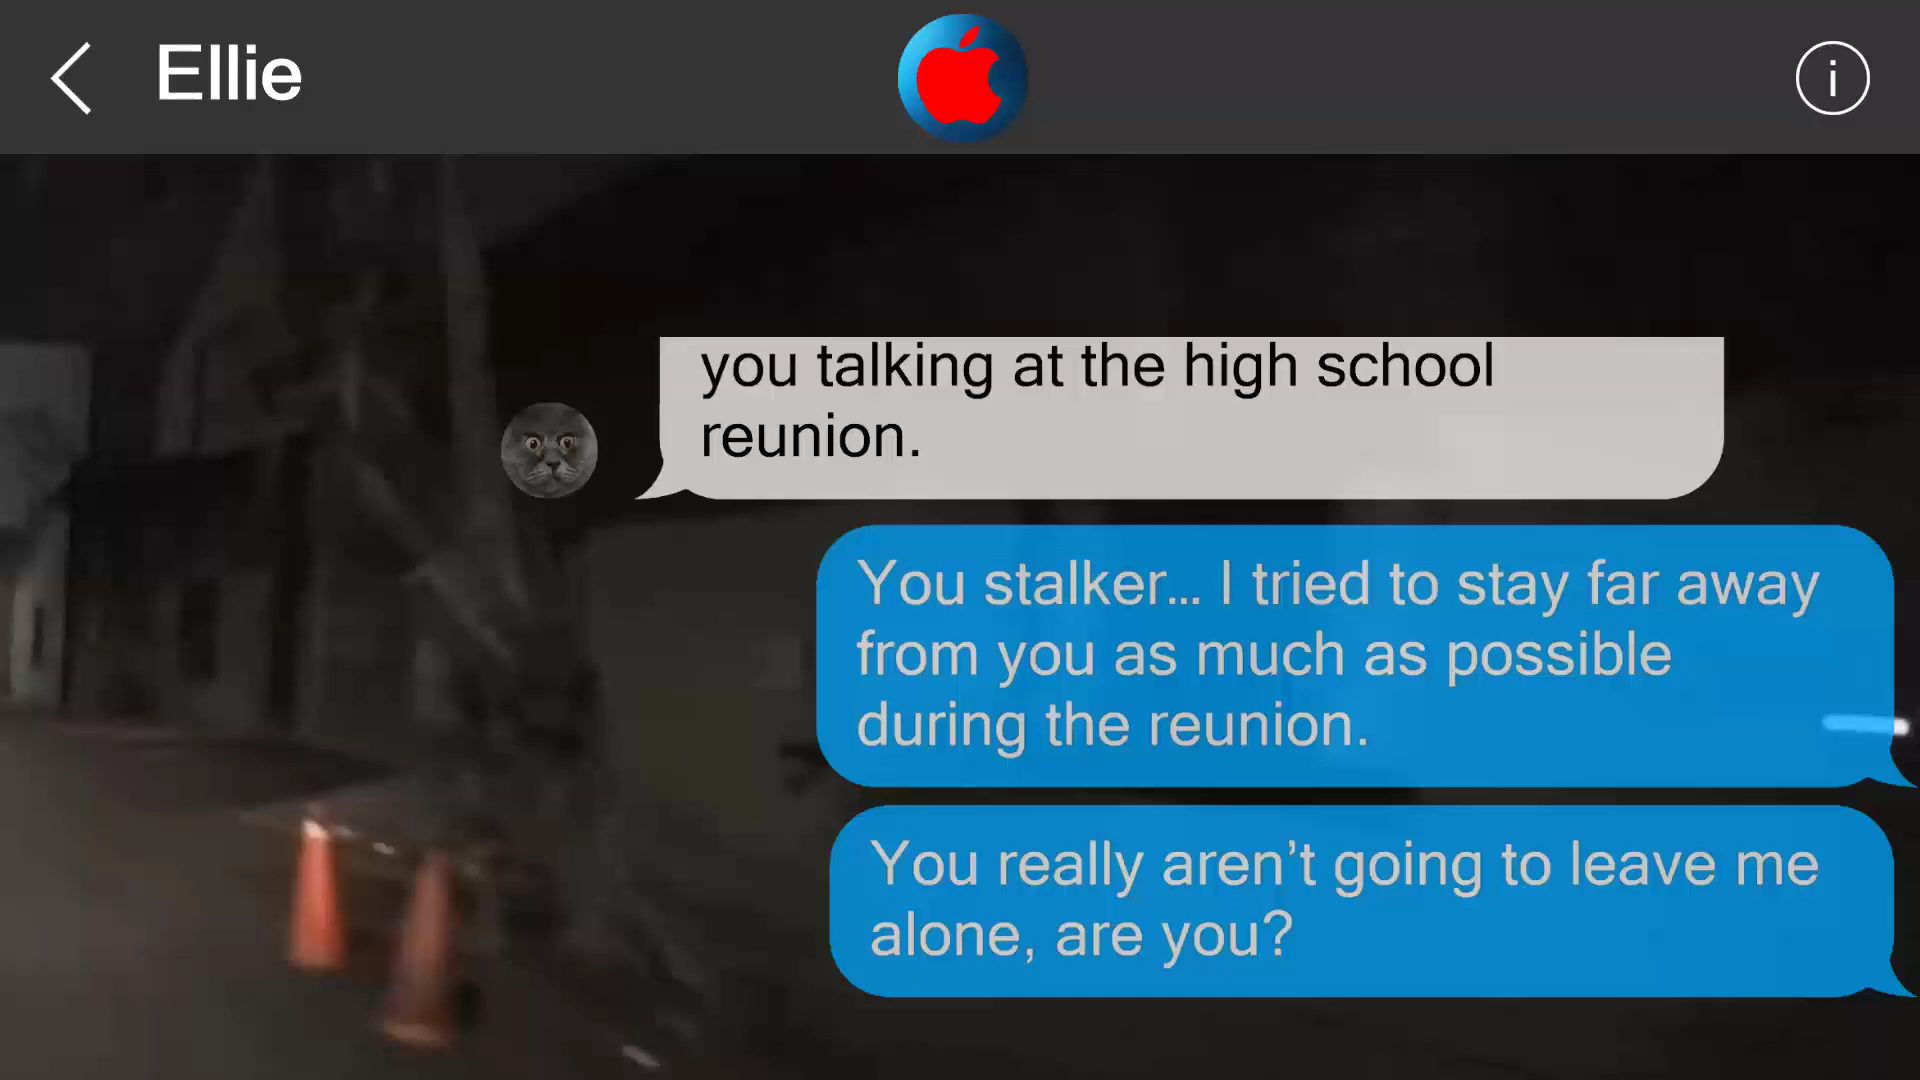 Ellie
i
you talking at the high school
reunion.
You stalker... I tried to stay far away
from you as much as possible
during the reunion.
You really aren’t going to leave me
alone, are you?